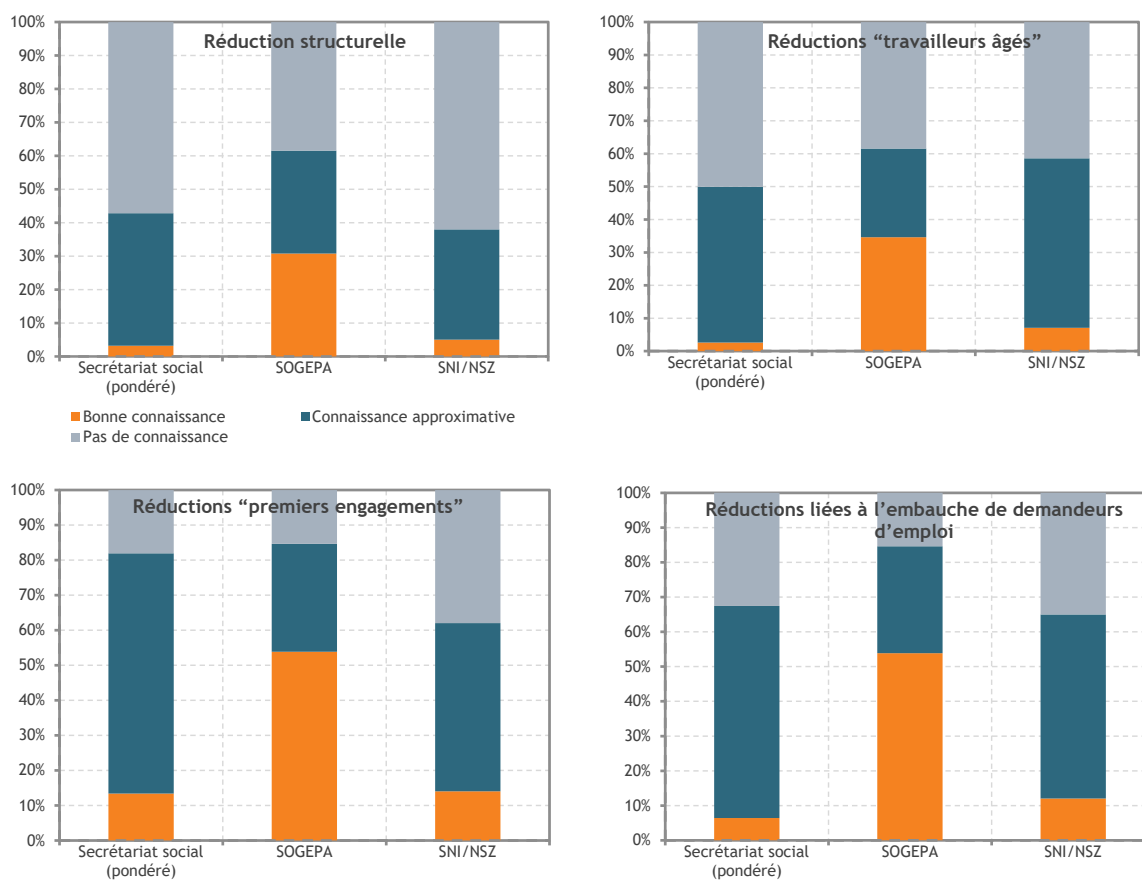 Réduction structurelle
100%
90%
80%
70%
60%
50%
40%
30%
20%
10%
0%
Secrétariat social
(pondéré)
SOGEPA
SNI/NSZ
Bonne connaissance
Connaissance approximative
Pas de connaissance
Réductions “travailleurs âgés”
100%
90%
80%
70%
60%
50%
40%
30%
20%
10%
0%
Secrétariat social
(pondéré)
SOGEPA
SNI/NSZ
Réductions “premiers engagements”
100%
90%
80%
70%
60%
50%
40%
30%
20%
10%
0%
Secrétariat social
(pondéré)
SOGEPA
SNI/NSZ
Réductions liées à l’embauche de demandeurs
d’emploi
100%
90%
80%
70%
60%
50%
40%
30%
20%
10%
0%
Secrétariat social
(pondéré)
SOGEPA
SNI/NSZ